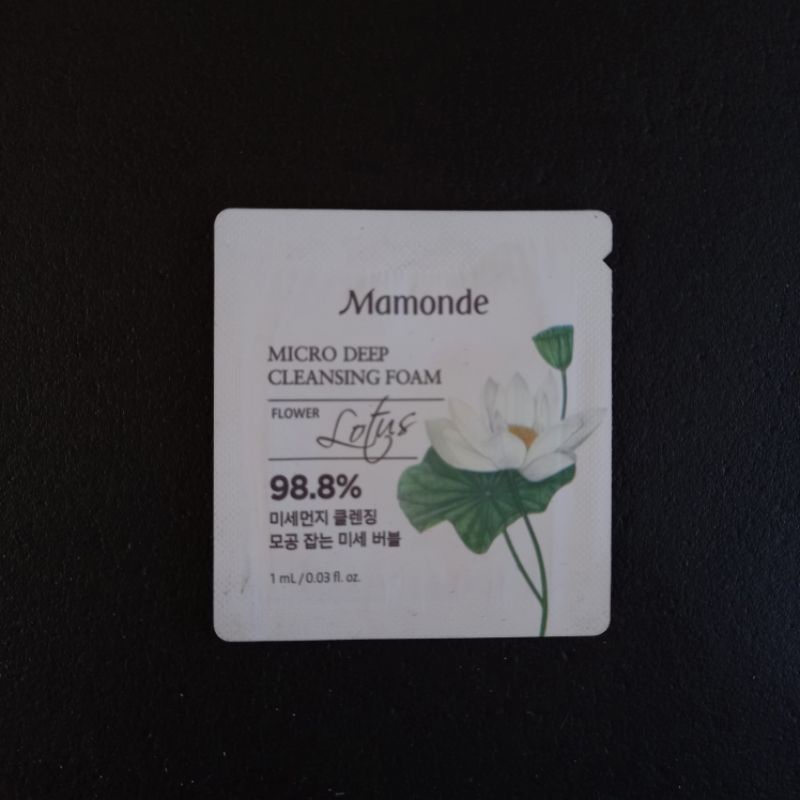 Mamonde
MICRO DEEP
CLEANSING FOAM
FLOWER Lotus
98.8%
미세먼지 클렌징
모공 잡는 미세 버블
1 mL / 0.03 fl. oz.